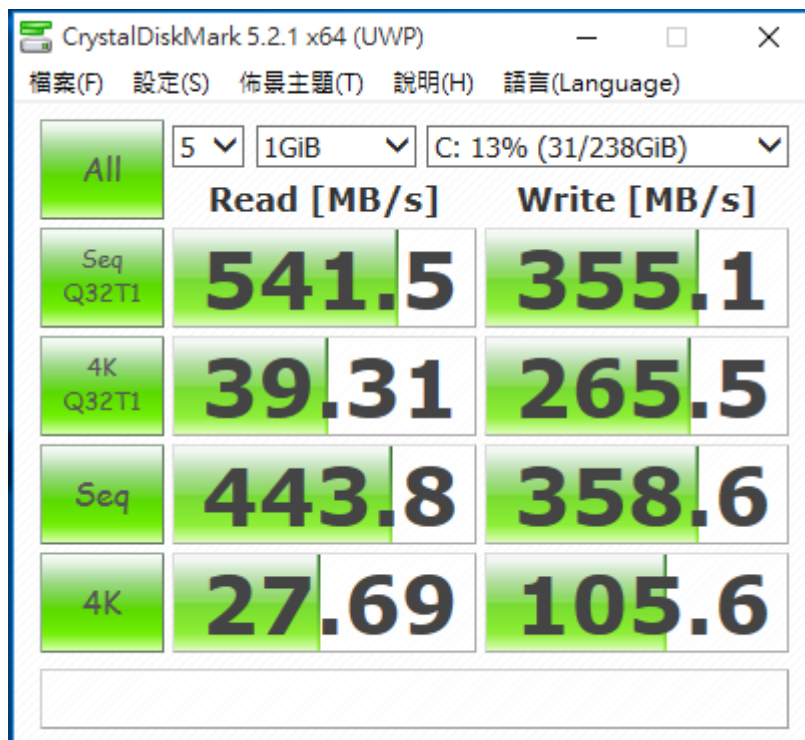 CrystalDiskMark 5.2.1 x64 (UWP)
檔案(F) 設定(S) 佈景主題(T) 說明(H) 語言(Language)
All 5 1GiB C: 13% (31/238GiB)
Read [MB/s] Write [MB/s]
Seq
Q32T1 541.5 355.1
4K
Q32T1 39.31 265.5
Seq 443.8 358.6
4K 27.69 105.6